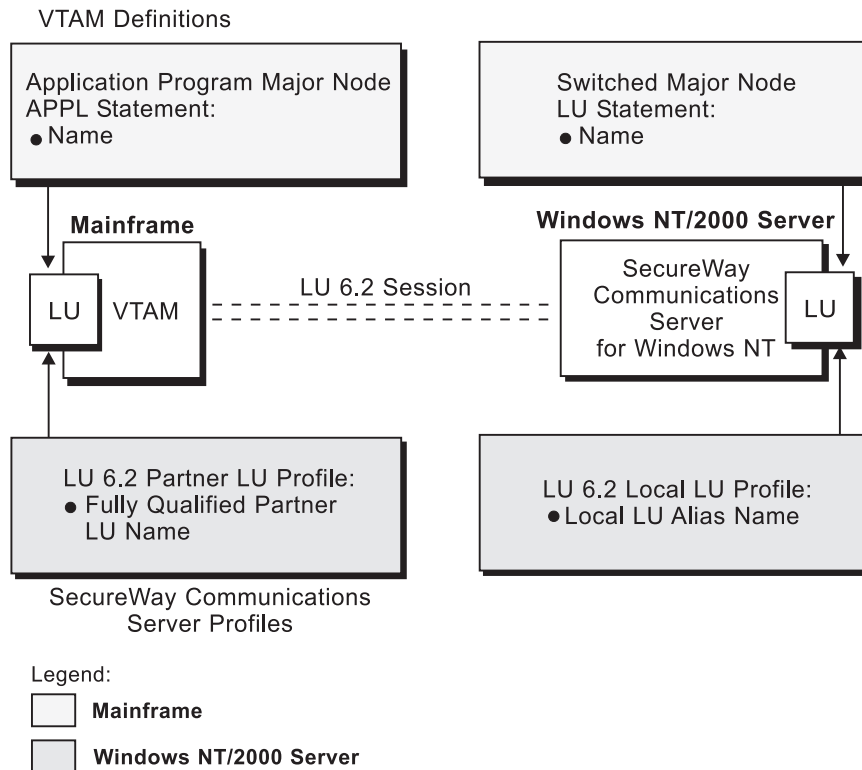 VTAM Definitions
Application Program Major Node
APPL Statement:
● Name
Switched Major Node
LU Statement:
● Name
Mainframe
Windows NT/2000 Server
LU
VTAM
LU 6.2 Session
SecureWay
Communications
Server
for Windows NT
LU
LU 6.2 Partner LU Profile:
● Fully Qualified Partner
LU Name
LU 6.2 Local LU Profile:
● Local LU Alias Name
SecureWay Communications
Server Profiles
Legend:
Mainframe
Windows NT/2000 Server